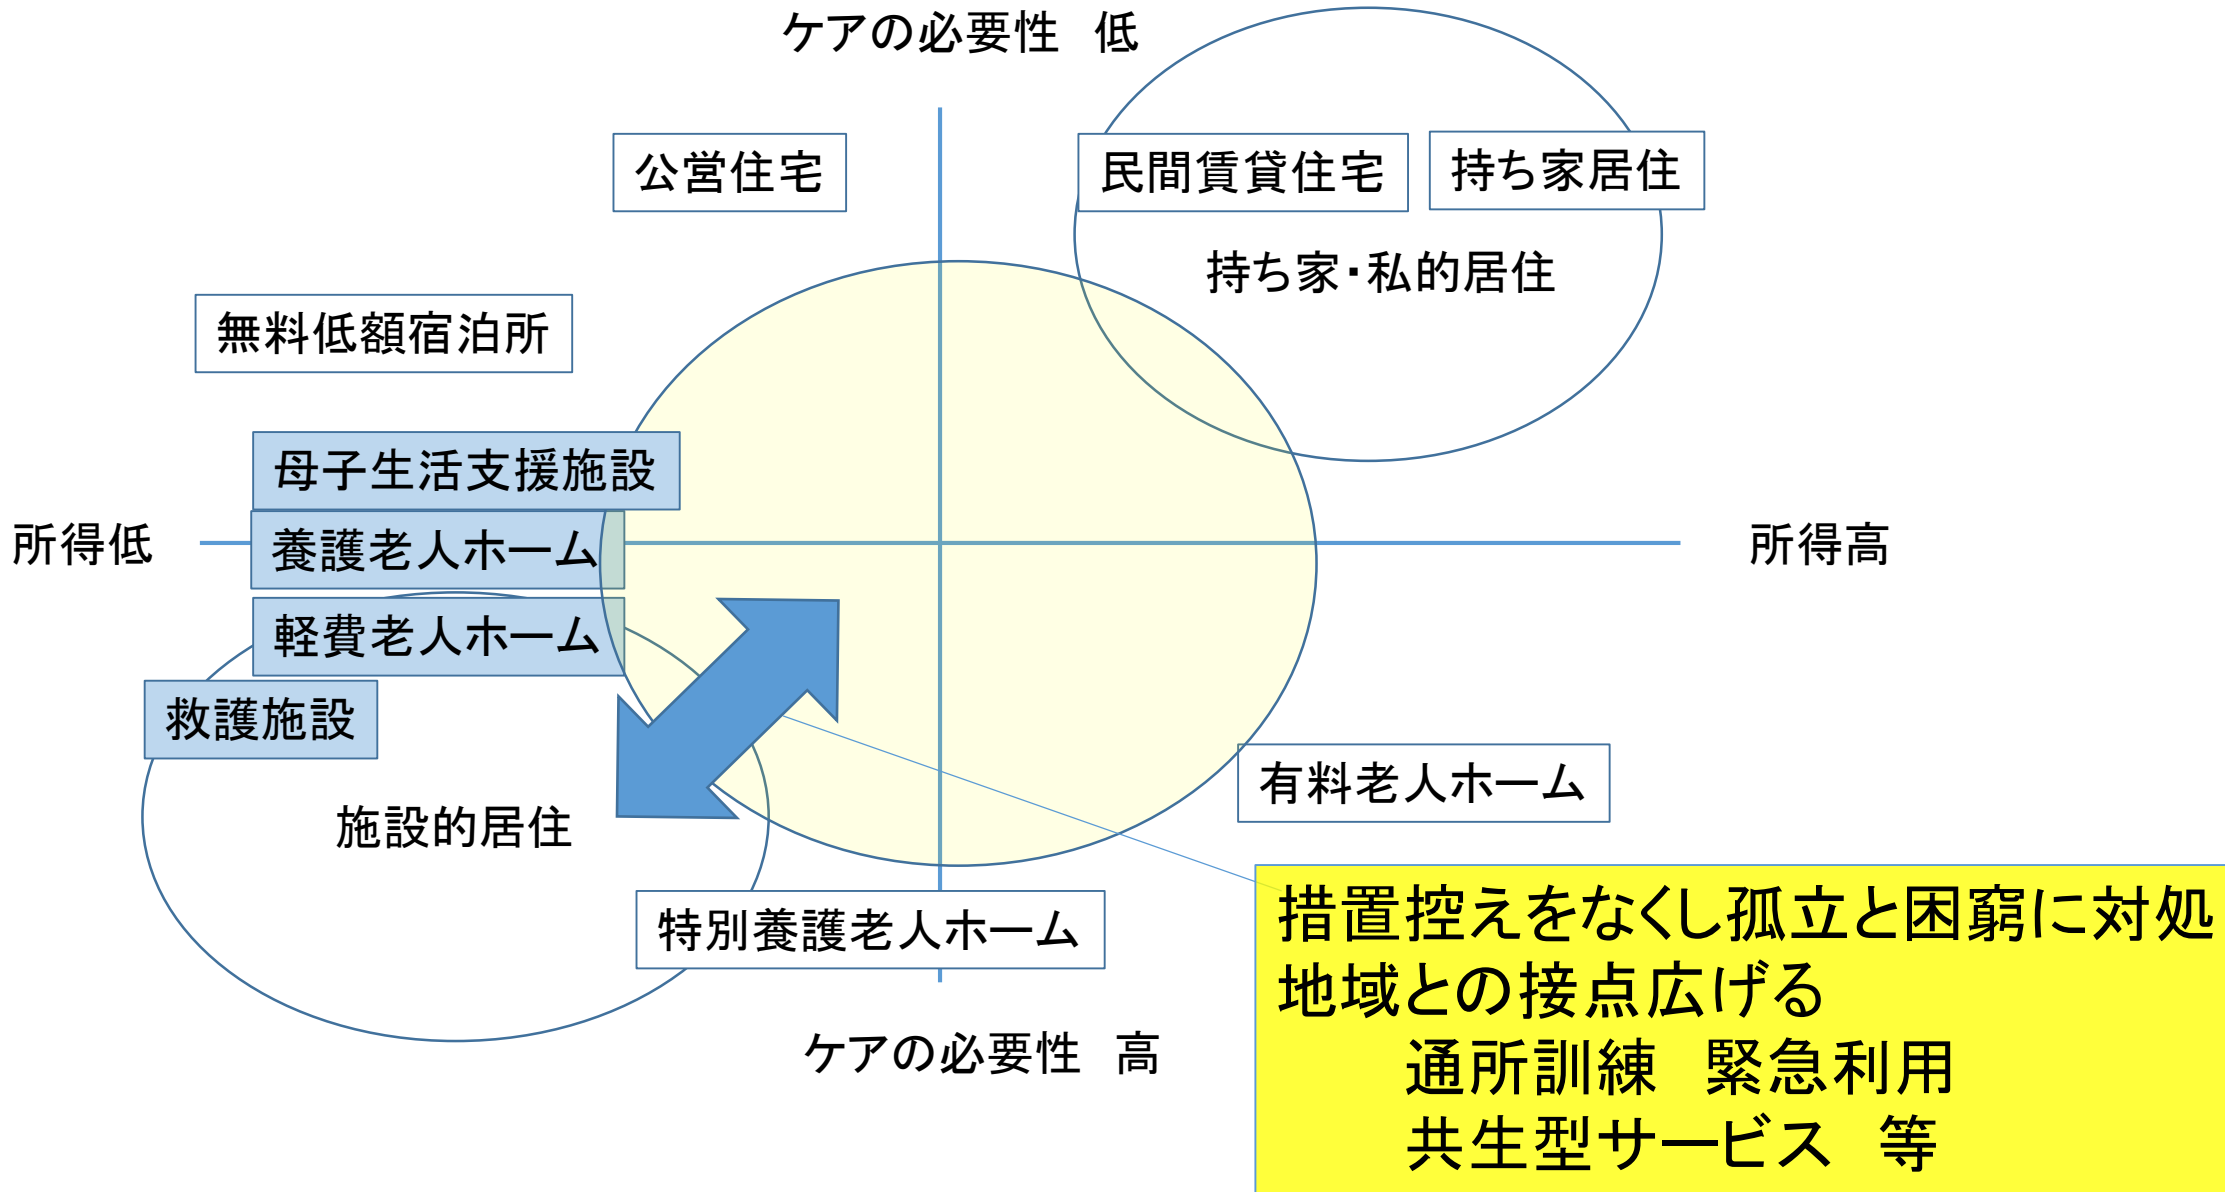 ケアの必要性　低
公営住宅
民間賃貸住宅
持ち家居住
持ち家・私的居住
無料低額宿泊所
母子生活支援施設
所得低
養護老人ホーム
所得高
軽費老人ホーム
救護施設
有料老人ホーム
施設的居住
特別養護老人ホーム
ケアの必要性　高
措置控えをなくし孤立と困窮に対処
地域との接点広げる
通所訓練　緊急利用
共生型サービス　等